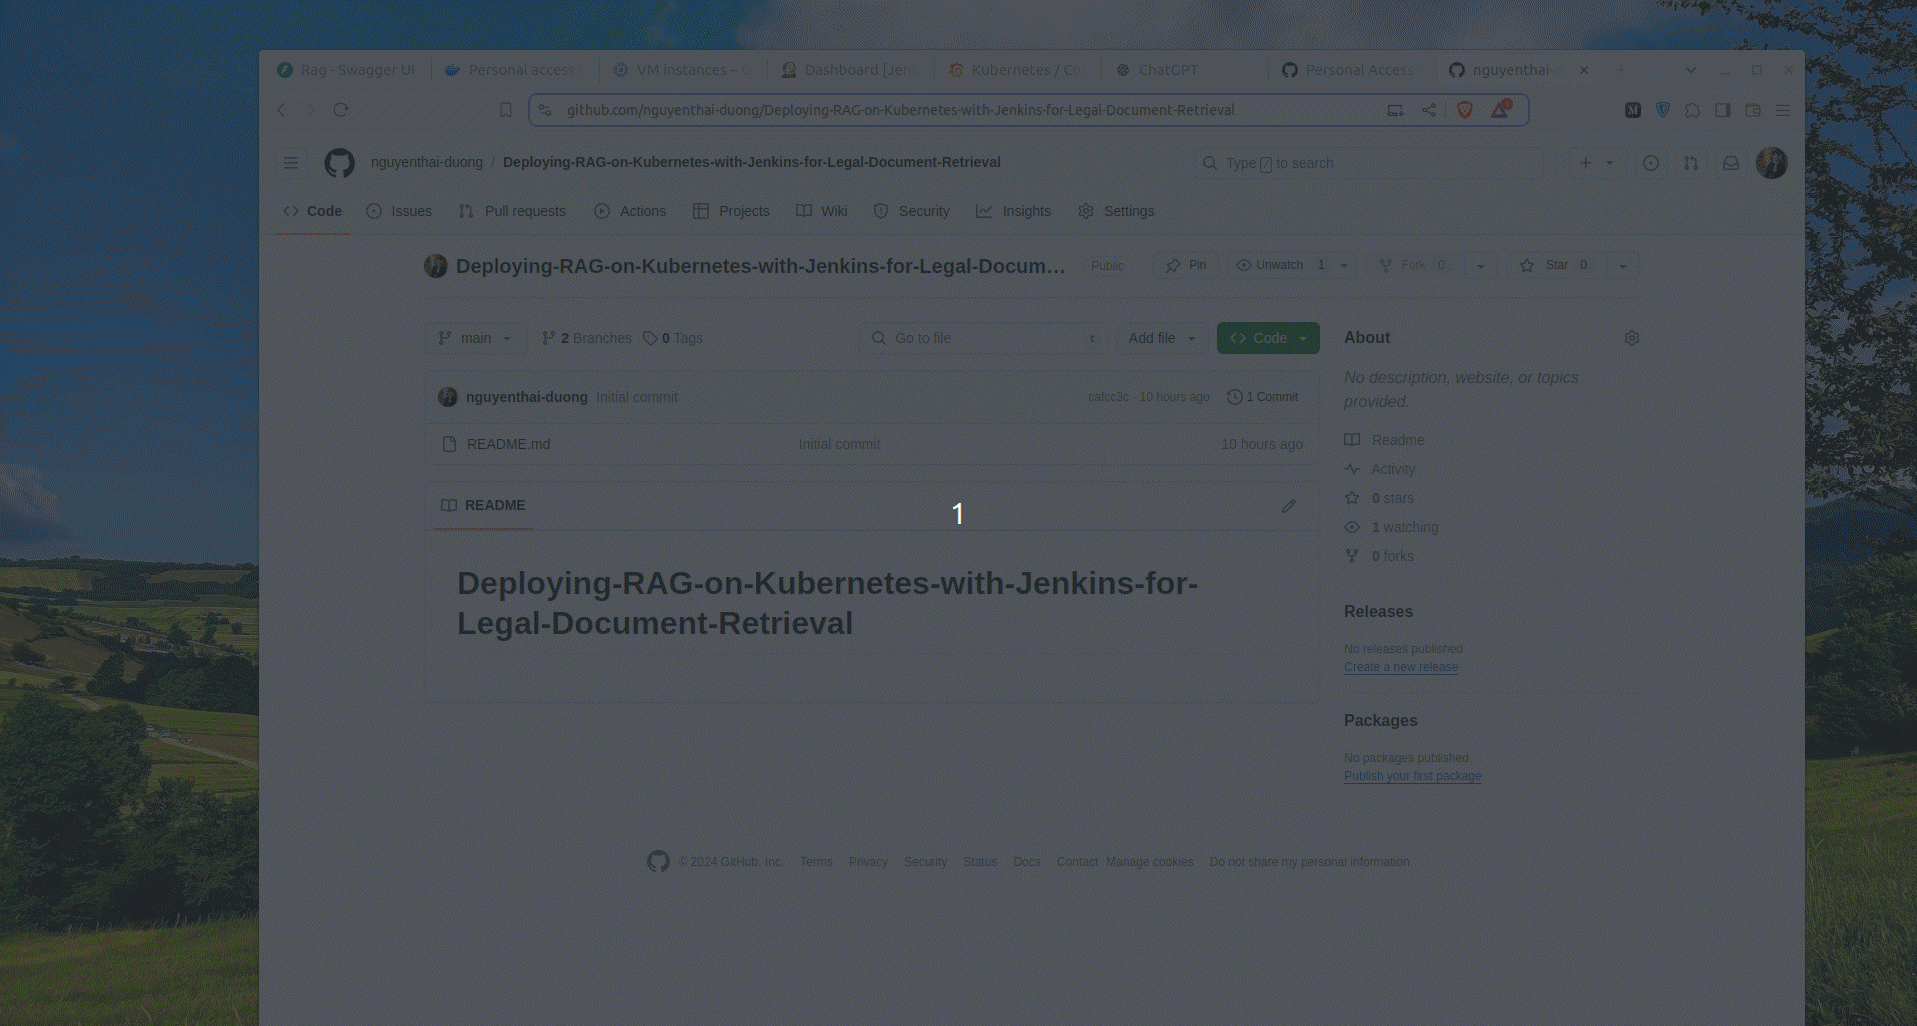 Rag - Swagger UI
Personal access t
VM instances – C
Dashboard [Jen
Kubernetes / Co
ChatGPT
Personal Access
nguyenthai-d
github.com/nguyenthai-duong/Deploying-RAG-on-Kubernetes-with-Jenkins-for-Legal-Document-Retrieval
1
nguyenthai-duong / Deploying-RAG-on-Kubernetes-with-Jenkins-for-Legal-Document-Retrieval
Type / to search
Code
Issues
Pull requests
Actions
Projects
Wiki
Security
Insights
Settings
Deploying-RAG-on-Kubernetes-with-Jenkins-for-Legal-Docum...
Public
Pin
Unwatch 1
Fork 0
Star 0
main
2 Branches
0 Tags
Go to file
t
Add file
Code
nguyenthai-duong Initial commit
cafcc3c · 10 hours ago
1 Commit
README.md
Initial commit
10 hours ago
README
1
Deploying-RAG-on-Kubernetes-with-Jenkins-for-
Legal-Document-Retrieval
About
No description, website, or topics
provided.
Readme
Activity
0 stars
1 watching
0 forks
Releases
No releases published
Create a new release
Packages
No packages published
Publish your first package
© 2024 GitHub, Inc. Terms Privacy Security Status Docs Contact Manage cookies Do not share my personal information